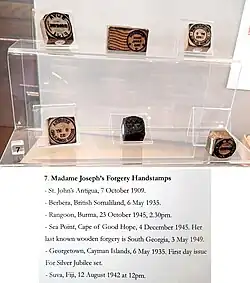 7
7. Madame Joseph's Forgery Handstamps
- St. John's Antigua, 7 October 1909.
- Berbera, British Somaliland, 6 May 1935.
- Rangoon, Burma, 23 October 1945, 2.30pm.
- Sea Point, Cape of Good Hope, 4 December 1945. Her
last known wooden forgery is South Georgia, 3 May 1949.
- Georgetown, Cayman Islands, 6 May 1935. First day issue
For Silver Jubilee set.
- Suva, Fiji, 12 August 1942 at 12pm.